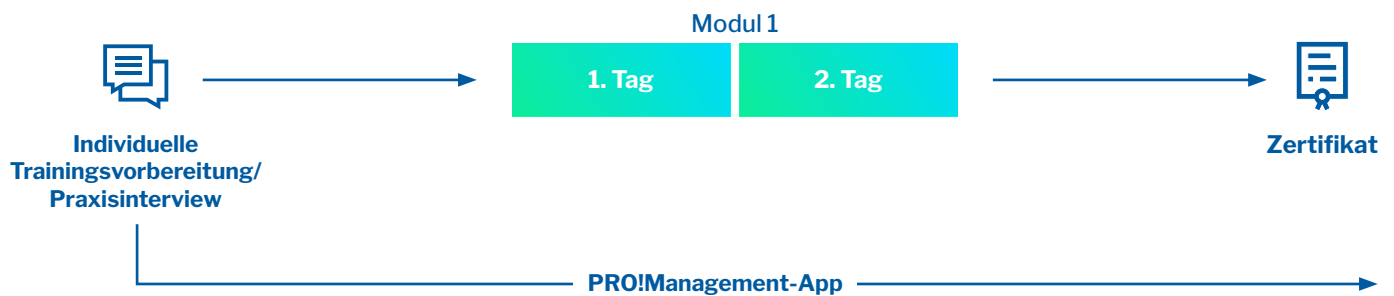 Modul 1
1. Tag
2. Tag
Individuelle
Trainingsvorbereitung/
Praxisinterview
Zertifikat
PRO!Management-App